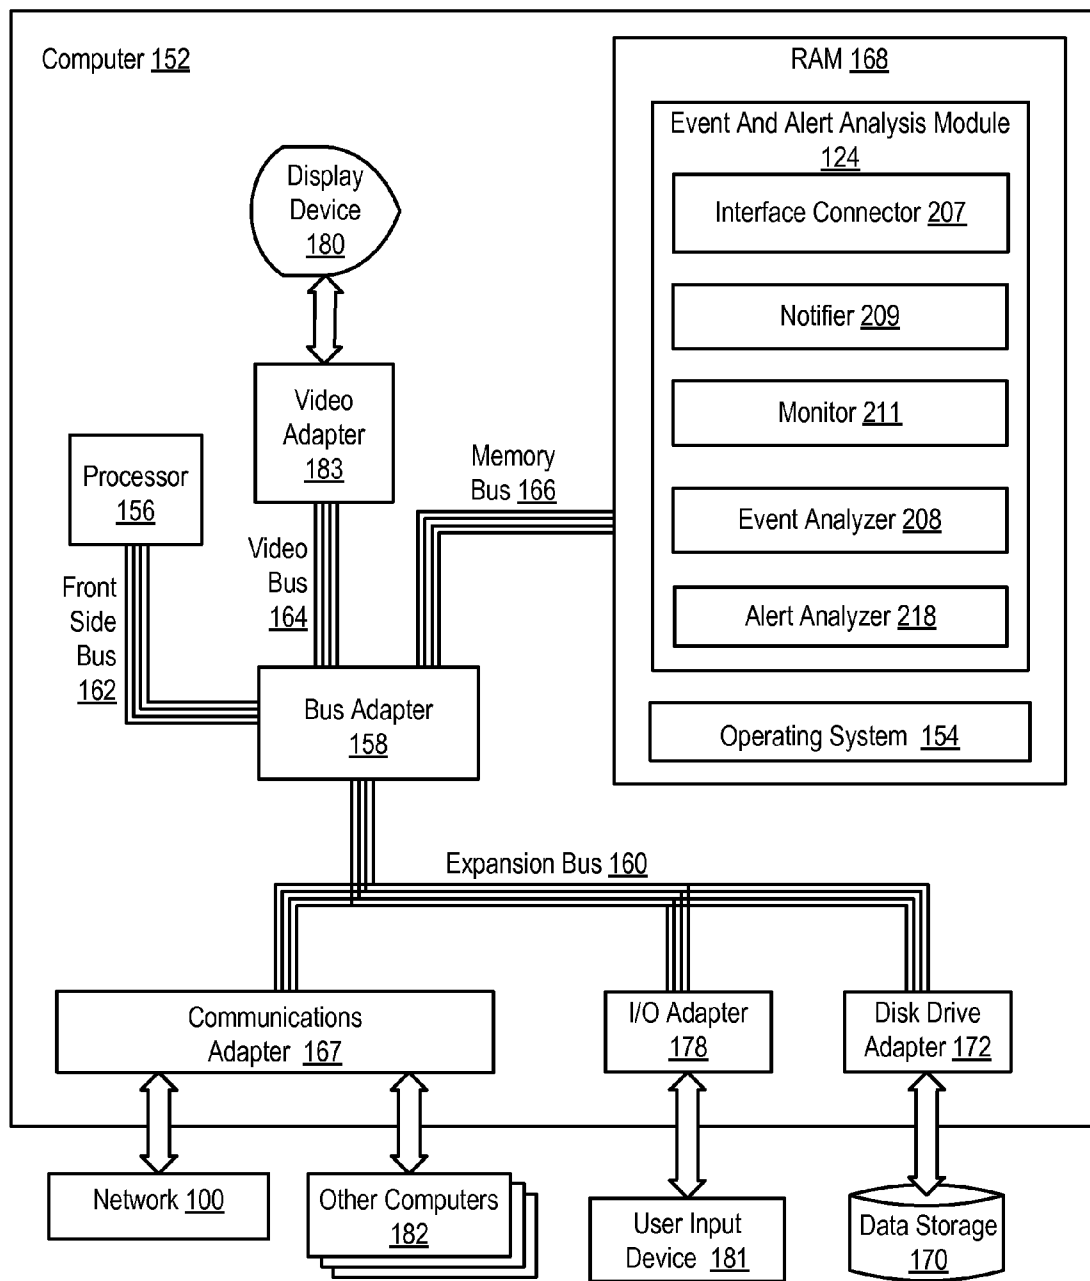 Computer 152
RAM 168
Event And Alert Analysis Module
124
Interface Connector 207
Notifier 209
Monitor 211
Event Analyzer 208
Alert Analyzer 218
Operating System 154
Display
Device
180
Video
Adapter
183
Processor
156
Memory
Bus 166
Video
Bus
164
Front
Side
Bus
162
Bus Adapter
158
Expansion Bus 160
Communications
Adapter 167
I/O Adapter
178
Disk Drive
Adapter 172
Network 100
Other Computers
182
User Input
Device 181
Data Storage
170